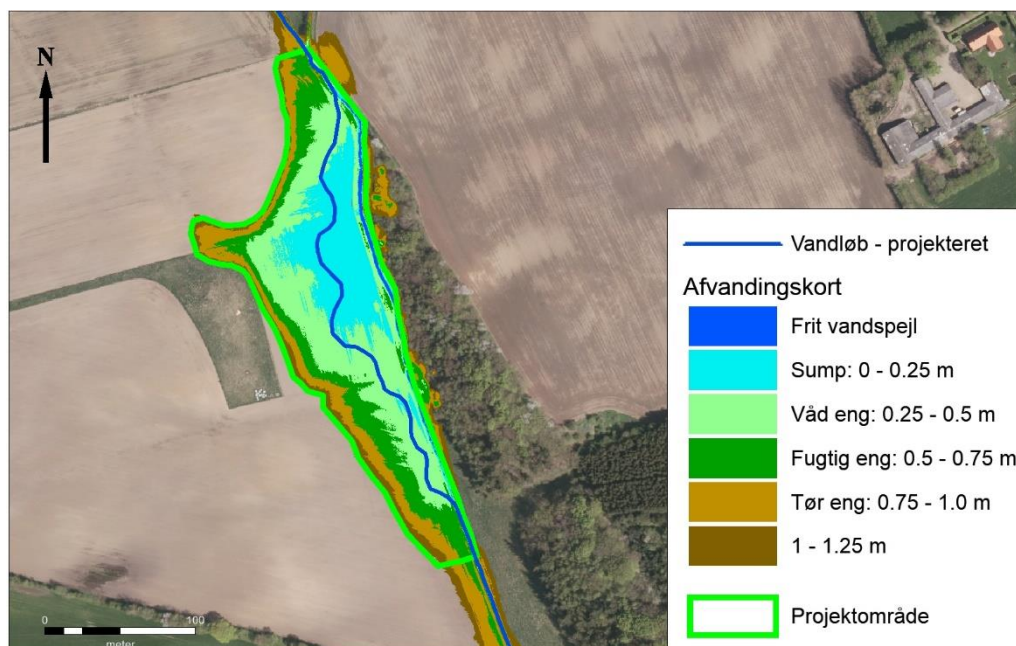 N
Vandløb - projekteret
Afvandingskort
Frit vandspejl
Sump: 0 - 0.25 m
Våd eng: 0.25 - 0.5 m
Fugtig eng: 0.5 - 0.75 m
Tør eng: 0.75 - 1.0 m
1 - 1.25 m
Projektområde
0 100
meter